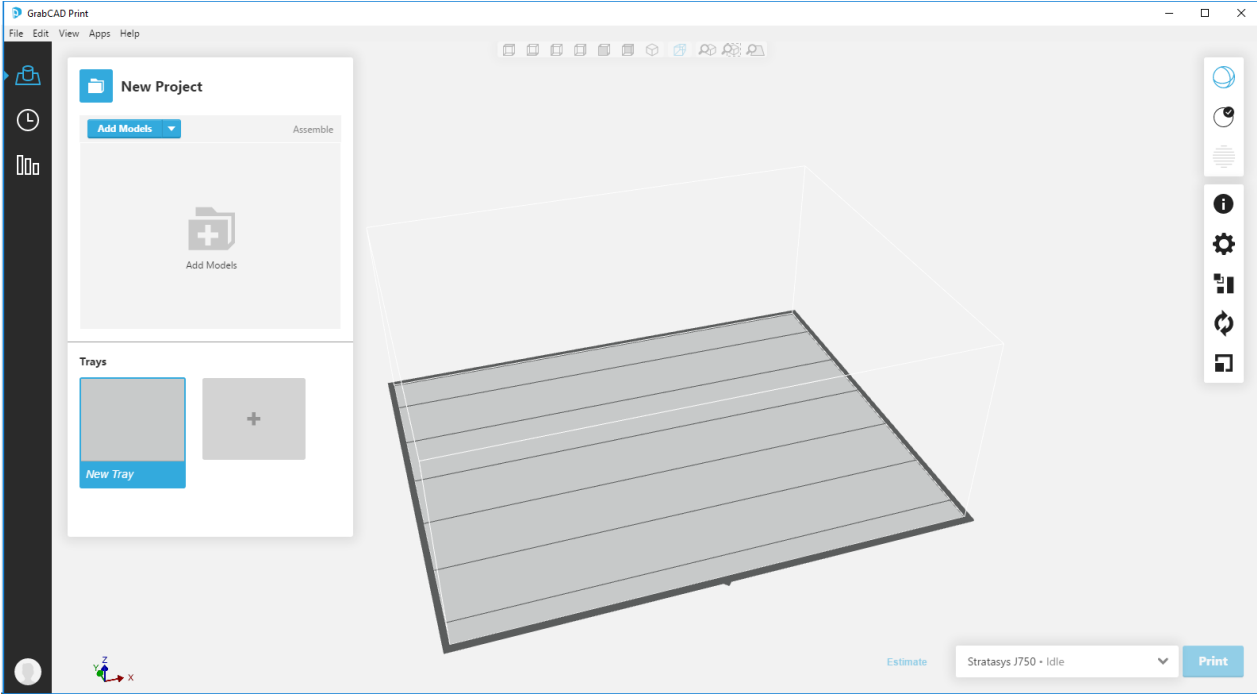 GrabCAD Print
File Edit View Apps Help
New Project
Add Models
Assemble
Add Models
Trays
New Tray
Z
Y
X
Estimate
Stratasys J750 • Idle
Print